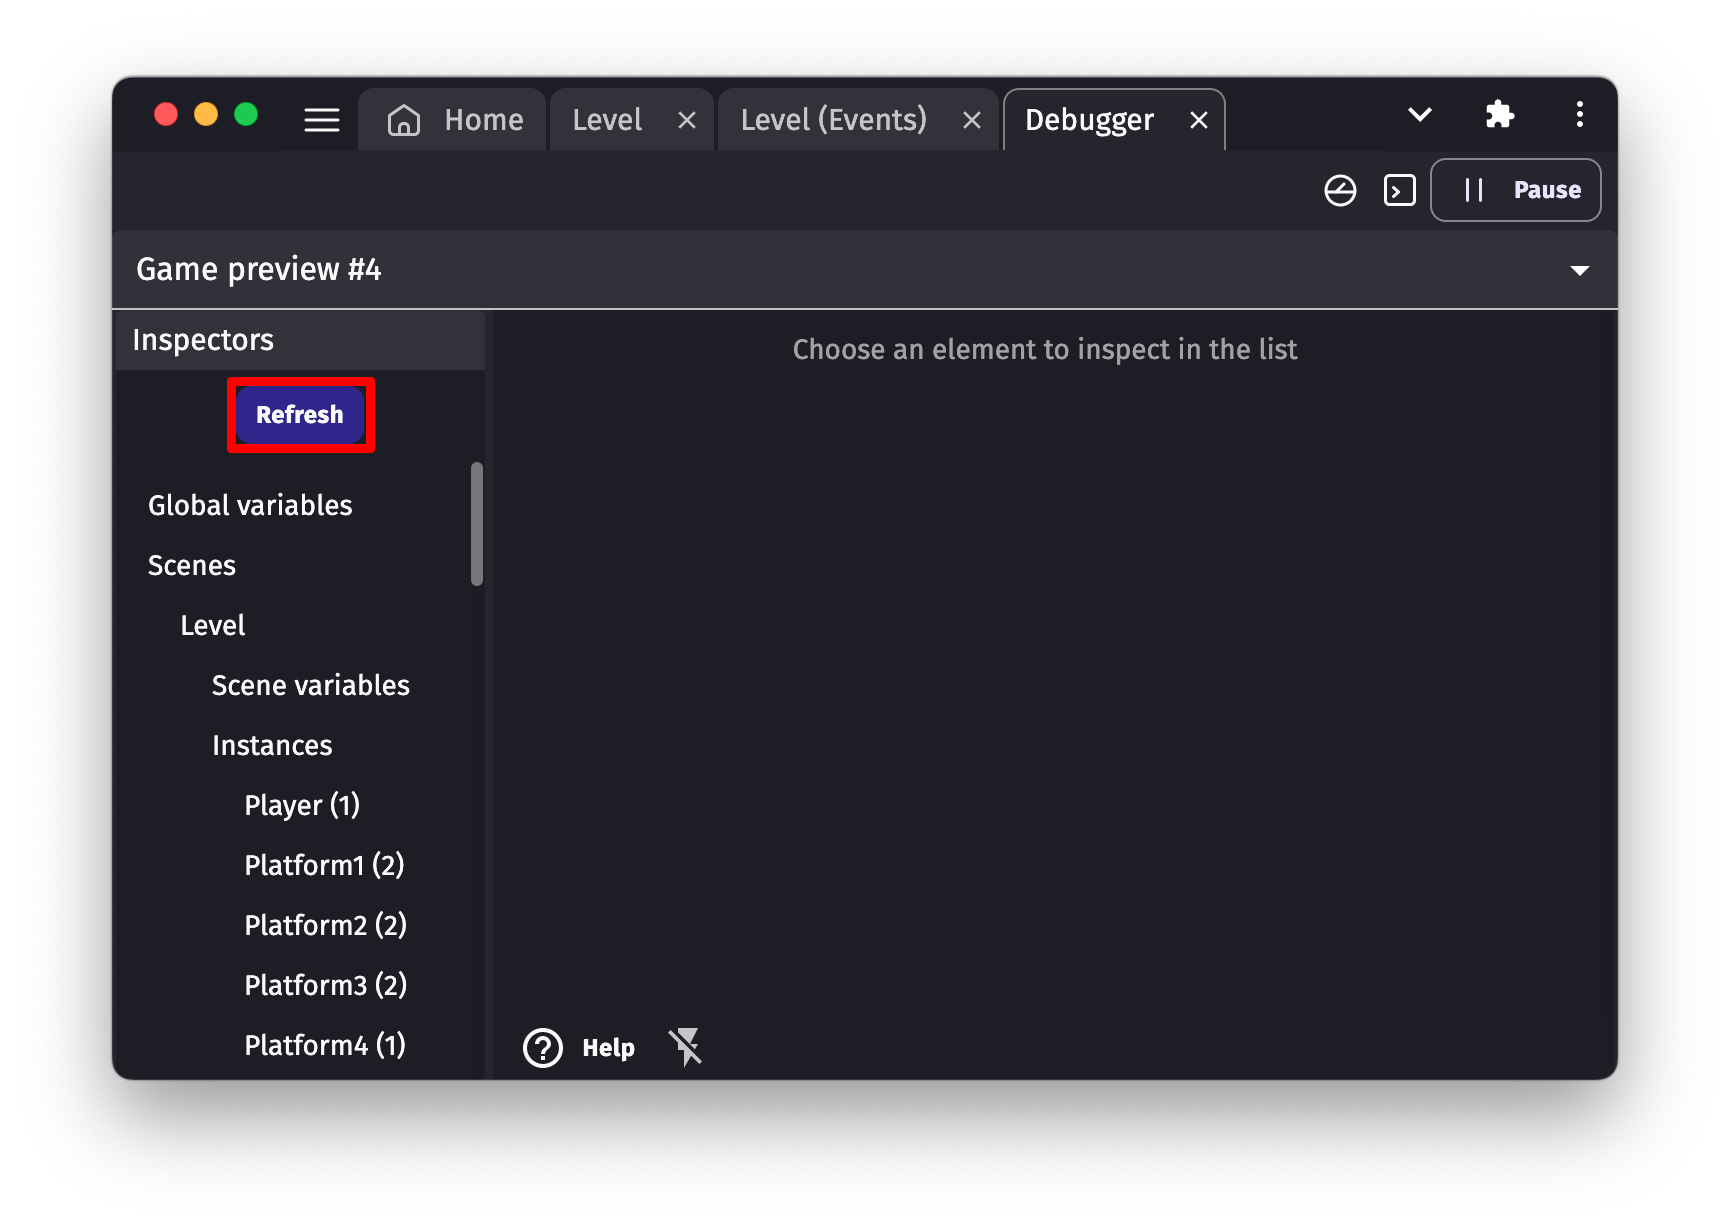 Home Level Level (Events) Debugger
Pause
Game preview #4
Inspectors
Choose an element to inspect in the list
Refresh
Global variables
Scenes
Level
Scene variables
Instances
Player (1)
Platform1 (2)
Platform2 (2)
Platform3 (2)
Platform4 (1)
Help